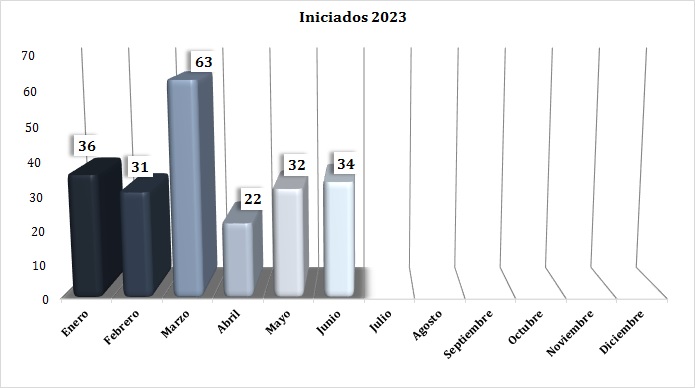 Iniciados 2023
70
60
50
40
30
20
10
0
36
31
63
22
32
34
Enero
Febrero
Marzo
Abril
Mayo
Junio
Julio
Agosto
Septiembre
Octubre
Noviembre
Diciembre